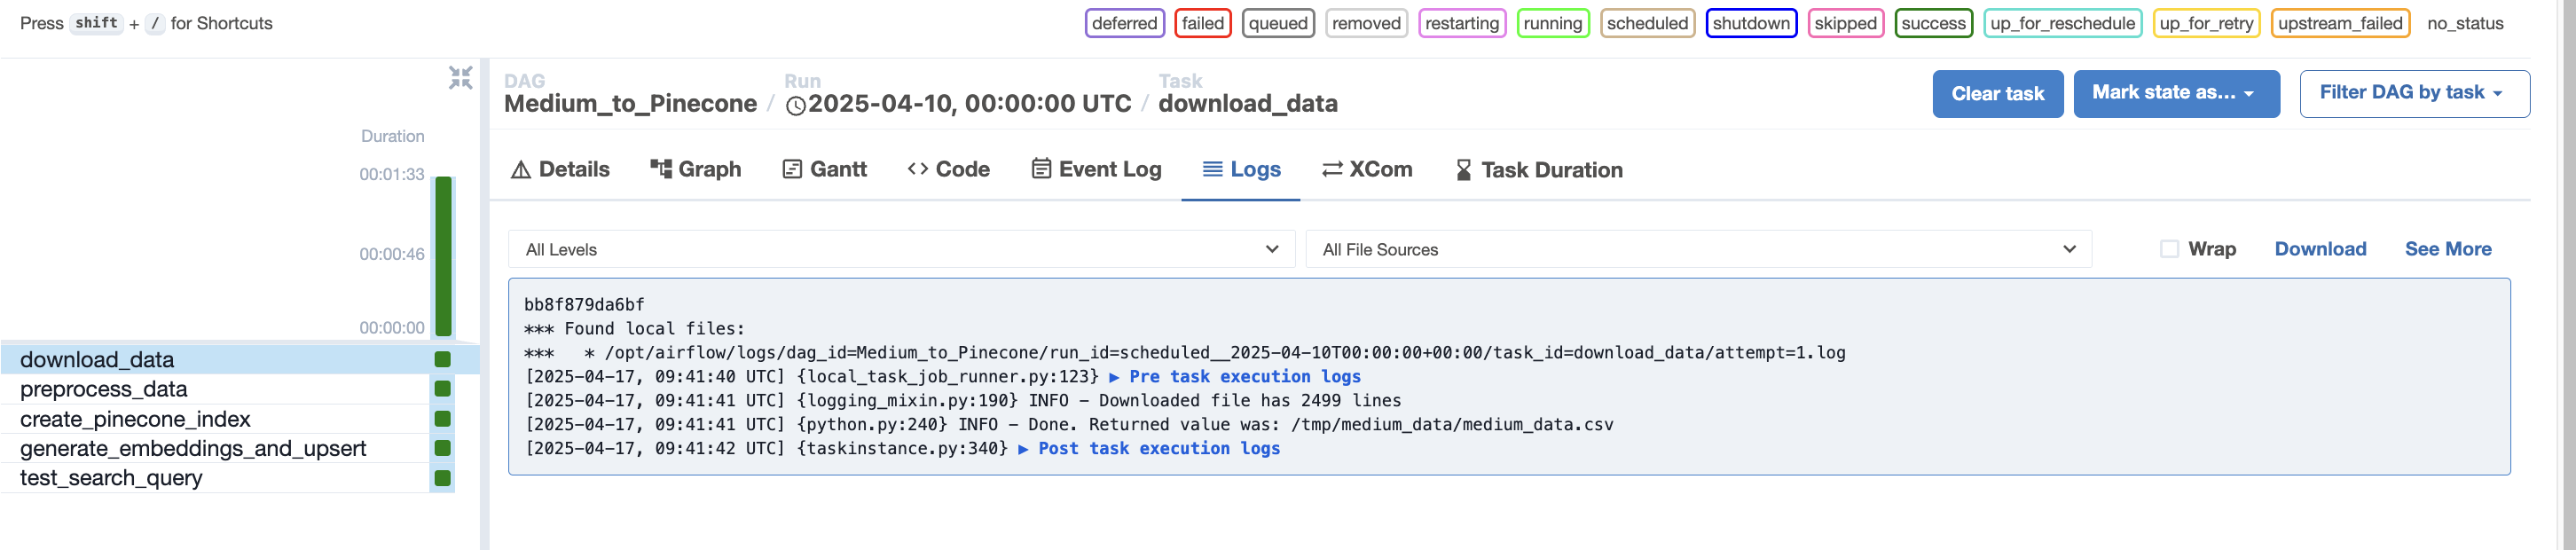 Press shift + / for Shortcuts
deferred failed queued removed restarting running scheduled shutdown skipped success up_for_reschedule up_for_retry upstream_failed no_status
Duration
00:01:33
00:00:46
00:00:00
download_data
preprocess_data
create_pinecone_index
generate_embeddings_and_upsert
test_search_query
DAG Run Task
Medium_to_Pinecone / 2025-04-10, 00:00:00 UTC / download_data
Clear task Mark state as... Filter DAG by task
Details Graph Gantt Code Event Log Logs XCom Task Duration
All Levels All File Sources Wrap Download See More
bb8f879da6bf
*** Found local files:
***   * /opt/airflow/logs/dag_id=Medium_to_Pinecone/run_id=scheduled__2025-04-10T00:00:00+00:00/task_id=download_data/attempt=1.log
[2025-04-17, 09:41:40 UTC] {local_task_job_runner.py:123} ▶ Pre task execution logs
[2025-04-17, 09:41:41 UTC] {logging_mixin.py:190} INFO - Downloaded file has 2499 lines
[2025-04-17, 09:41:41 UTC] {python.py:240} INFO - Done. Returned value was: /tmp/medium_data/medium_data.csv
[2025-04-17, 09:41:42 UTC] {taskinstance.py:340} ▶ Post task execution logs